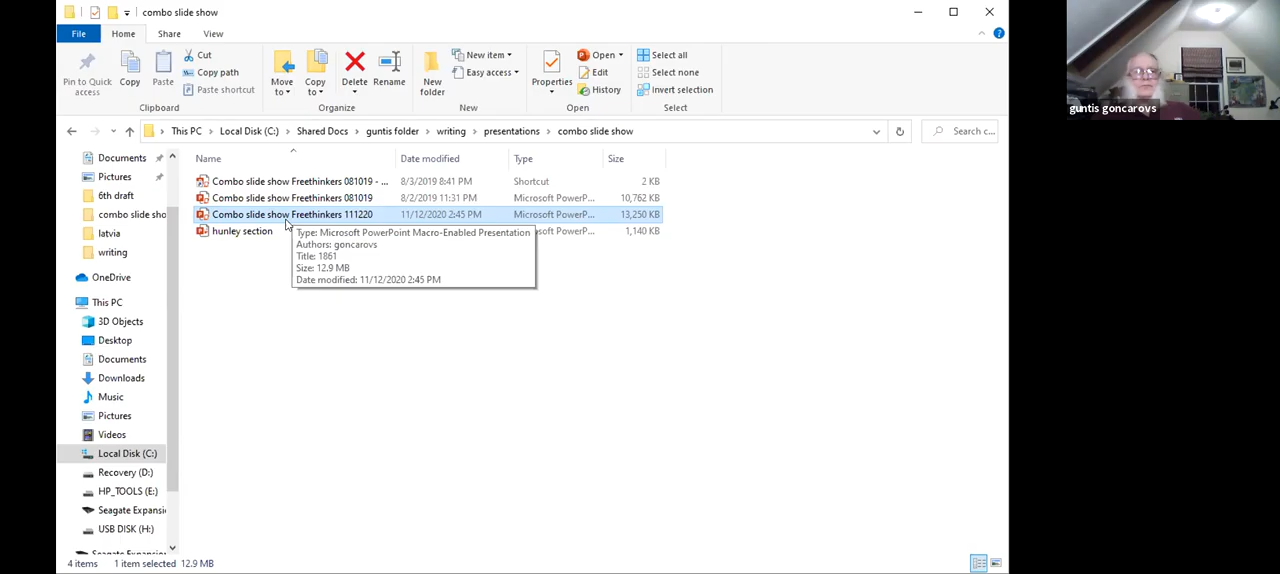 combo slide show
File Home Share View
Pin to Quick access
Copy
Paste
Cut
Copy path
Paste shortcut
Clipboard
Move to
Copy to
Delete
Rename
Organize
New folder
New item
Easy access
New
Properties
Open
Edit
History
Open
Select all
Select none
Invert selection
Select
This PC Local Disk (C:) Shared Docs guntis folder writing presentations combo slide show
Search c...
Documents
Pictures
6th draft
combo slide sho
latvia
writing
OneDrive
This PC
3D Objects
Desktop
Documents
Downloads
Music
Pictures
Videos
Local Disk (C:)
Recovery (D:)
HP_TOOLS (E:)
Seagate Expansi
USB DISK (H:)
Seagate Expansi
Name Date modified Type Size
Combo slide show Freethinkers 081019 - ... 8/3/2019 8:41 PM Shortcut 2 KB
Combo slide show Freethinkers 081019 8/2/2019 11:31 PM Microsoft PowerP... 10,762 KB
Combo slide show Freethinkers 111220 11/12/2020 2:45 PM Microsoft PowerP... 13,250 KB
hunley section osoft PowerP... 1,140 KB
Type: Microsoft PowerPoint Macro-Enabled Presentation
Authors: goncarovs
Title: 1861
Size: 12.9 MB
Date modified: 11/12/2020 2:45 PM
4 items 1 item selected 12.9 MB
guntis goncarovs